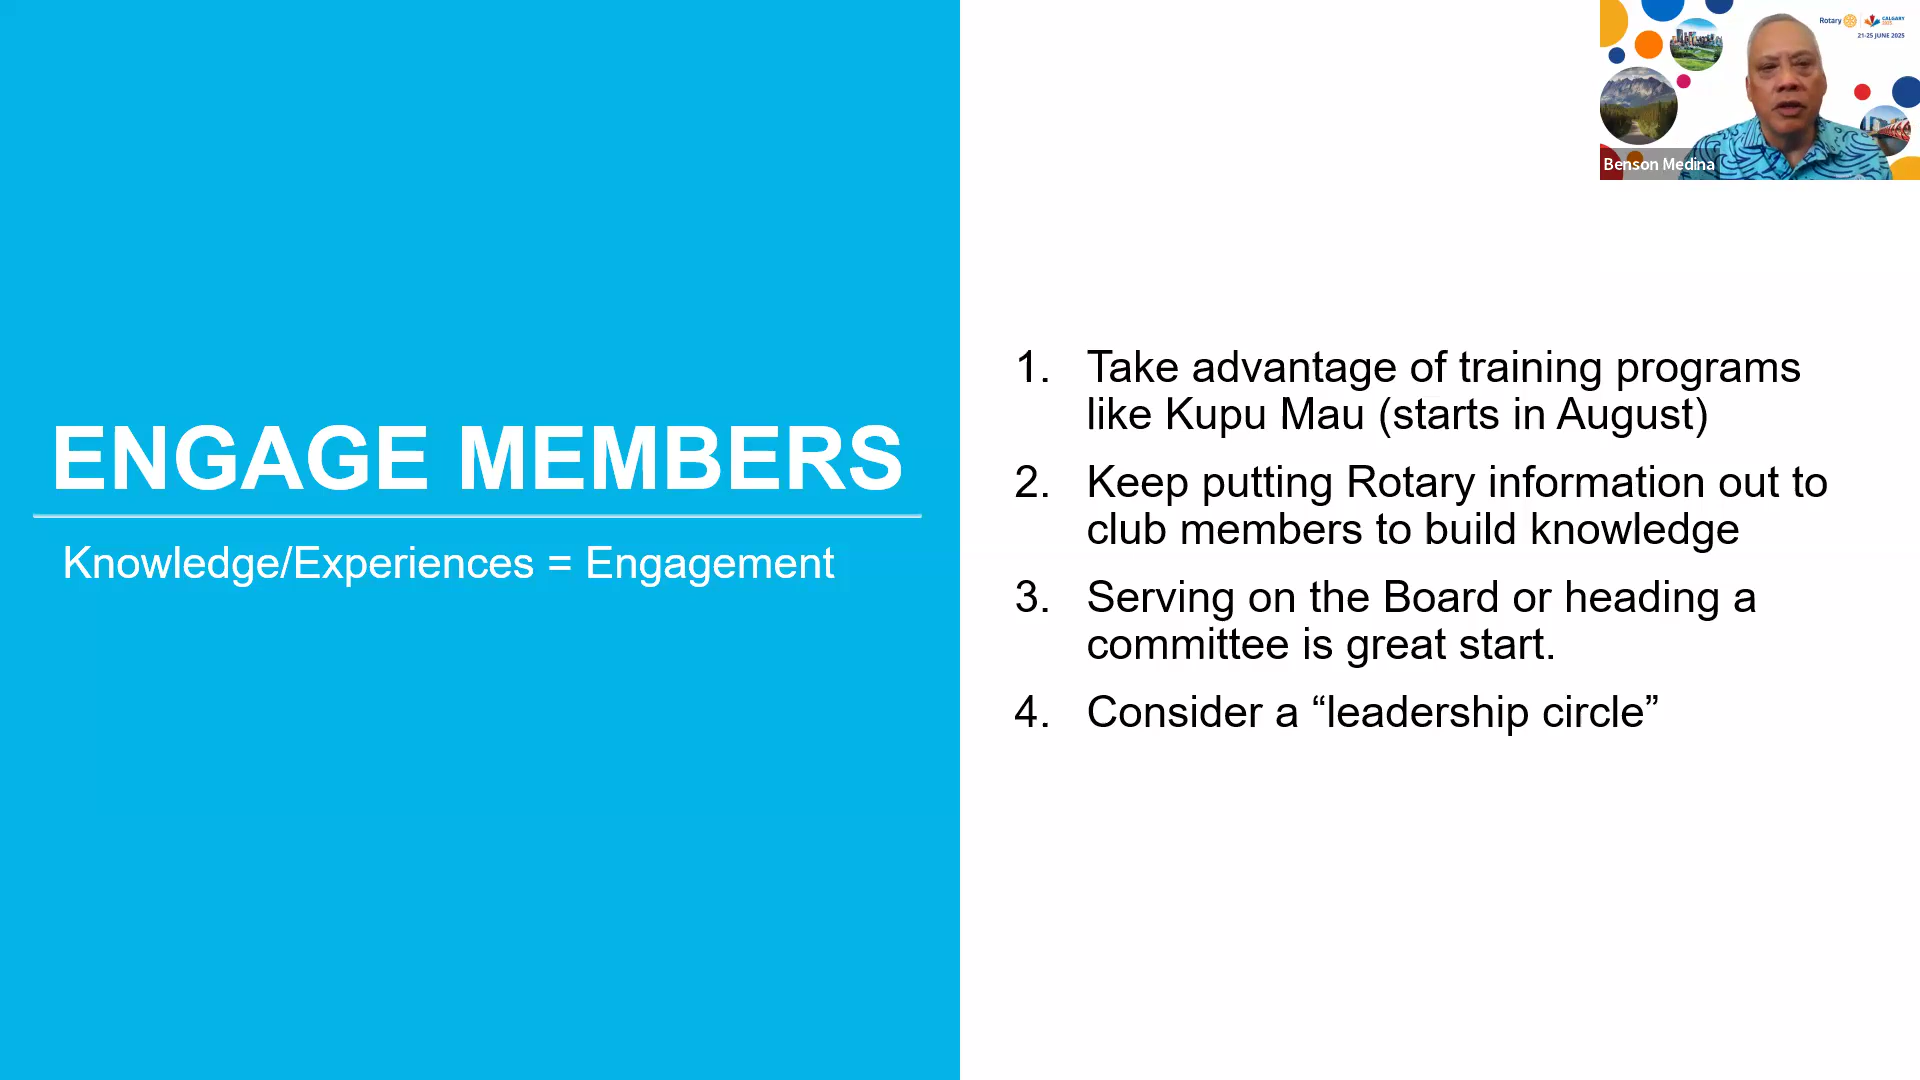 Rotary
CALGARY
2025
21-25 JUNE 2025
Benson Medina
ENGAGE MEMBERS
Knowledge/Experiences = Engagement
1. Take advantage of training programs
like Kupu Mau (starts in August)
2. Keep putting Rotary information out to
club members to build knowledge
3. Serving on the Board or heading a
committee is great start.
4. Consider a “leadership circle”